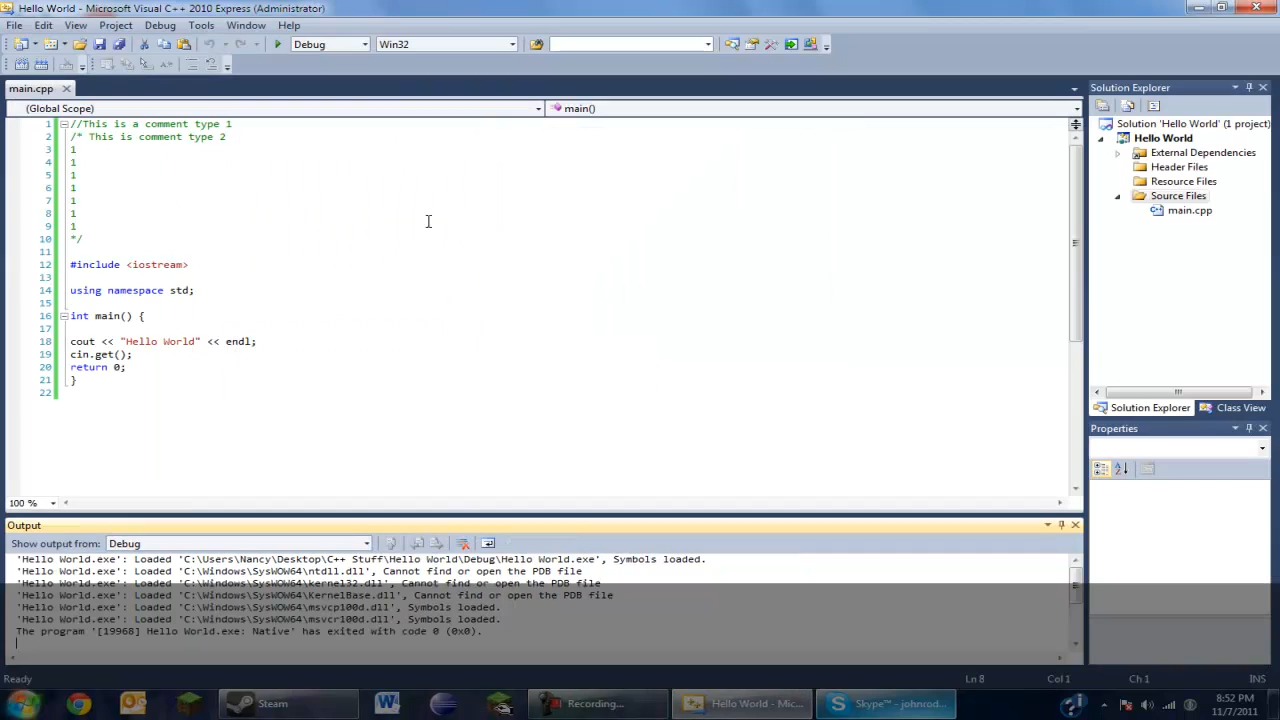 Hello World - Microsoft Visual C++ 2010 Express (Administrator)
File Edit View Project Debug Tools Window Help
Debug Win32
main.cpp
(Global Scope) main()
1 //This is a comment type 1
2 /* This is comment type 2
3 1
4 1
5 1
6 1
7 1
8 1
9 1
10 */
11
12 #include <iostream>
13
14 using namespace std;
15
16 int main() {
17
18 cout << "Hello World" << endl;
19 cin.get();
20 return 0;
21 }
22
100 %
Solution Explorer
Solution 'Hello World' (1 project)
Hello World
External Dependencies
Header Files
Resource Files
Source Files
main.cpp
Solution Explorer Class View
Properties
Output
Show output from: Debug
'Hello World.exe': Loaded 'C:\Users\Nancy\Desktop\C++ Stuff\Hello World\Debug\Hello World.exe', Symbols loaded.
'Hello World.exe': Loaded 'C:\Windows\SysWOW64\ntdll.dll', Cannot find or open the PDB file
'Hello World.exe': Loaded 'C:\Windows\SysWOW64\kernel32.dll', Cannot find or open the PDB file
'Hello World.exe': Loaded 'C:\Windows\SysWOW64\KernelBase.dll', Cannot find or open the PDB file
'Hello World.exe': Loaded 'C:\Windows\SysWOW64\msvcp100d.dll', Symbols loaded.
'Hello World.exe': Loaded 'C:\Windows\SysWOW64\msvcr100d.dll', Symbols loaded.
The program '[19968] Hello World.exe: Native' has exited with code 0 (0x0).
Ready Ln 8 Col 1 Ch 1 INS
Steam Recording... Hello World - Mic... Skype™ - johnrod... 8:52 PM
11/7/2011